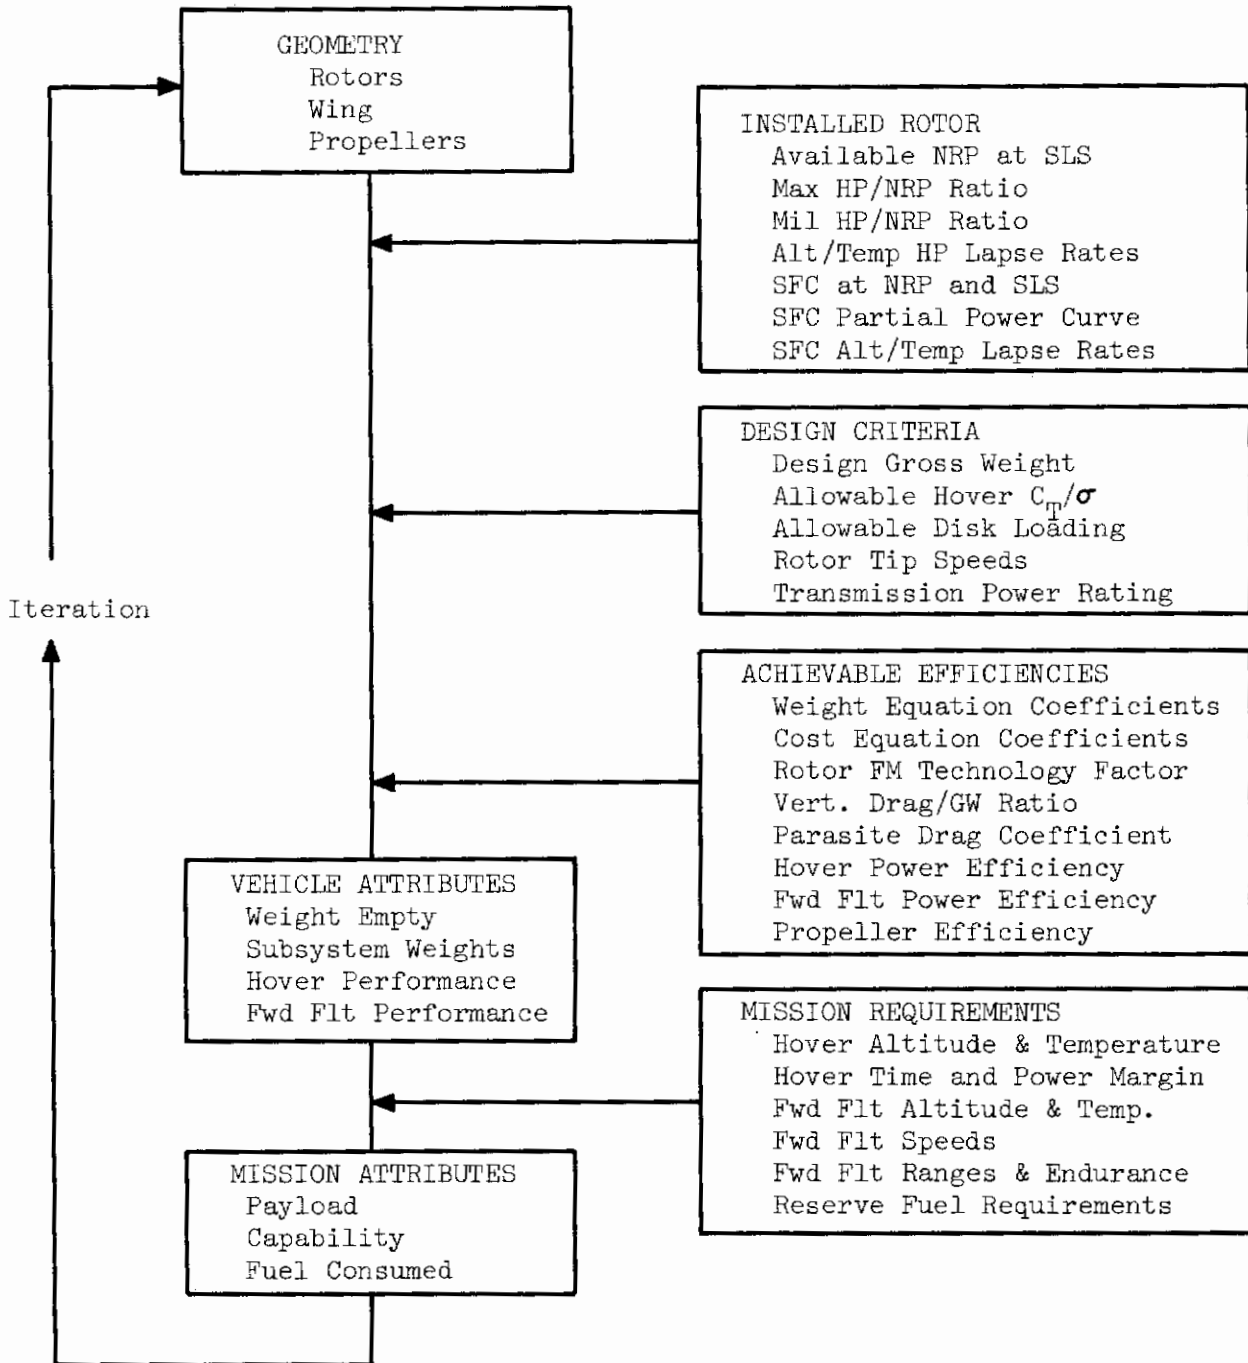 GEOMETRY
Rotors
Wing
Propellers
INSTALLED ROTOR
Available NRP at SLS
Max HP/NRP Ratio
Mil HP/NRP Ratio
Alt/Temp HP Lapse Rates
SFC at NRP and SLS
SFC Partial Power Curve
SFC Alt/Temp Lapse Rates
DESIGN CRITERIA
Design Gross Weight
Allowable Hover C_T/σ
Allowable Disk Loading
Rotor Tip Speeds
Transmission Power Rating
Iteration
ACHIEVABLE EFFICIENCIES
Weight Equation Coefficients
Cost Equation Coefficients
Rotor FM Technology Factor
Vert. Drag/GW Ratio
Parasite Drag Coefficient
Hover Power Efficiency
Fwd Flt Power Efficiency
Propeller Efficiency
VEHICLE ATTRIBUTES
Weight Empty
Subsystem Weights
Hover Performance
Fwd Flt Performance
MISSION REQUIREMENTS
Hover Altitude & Temperature
Hover Time and Power Margin
Fwd Flt Altitude & Temp.
Fwd Flt Speeds
Fwd Flt Ranges & Endurance
Reserve Fuel Requirements
MISSION ATTRIBUTES
Payload
Capability
Fuel Consumed